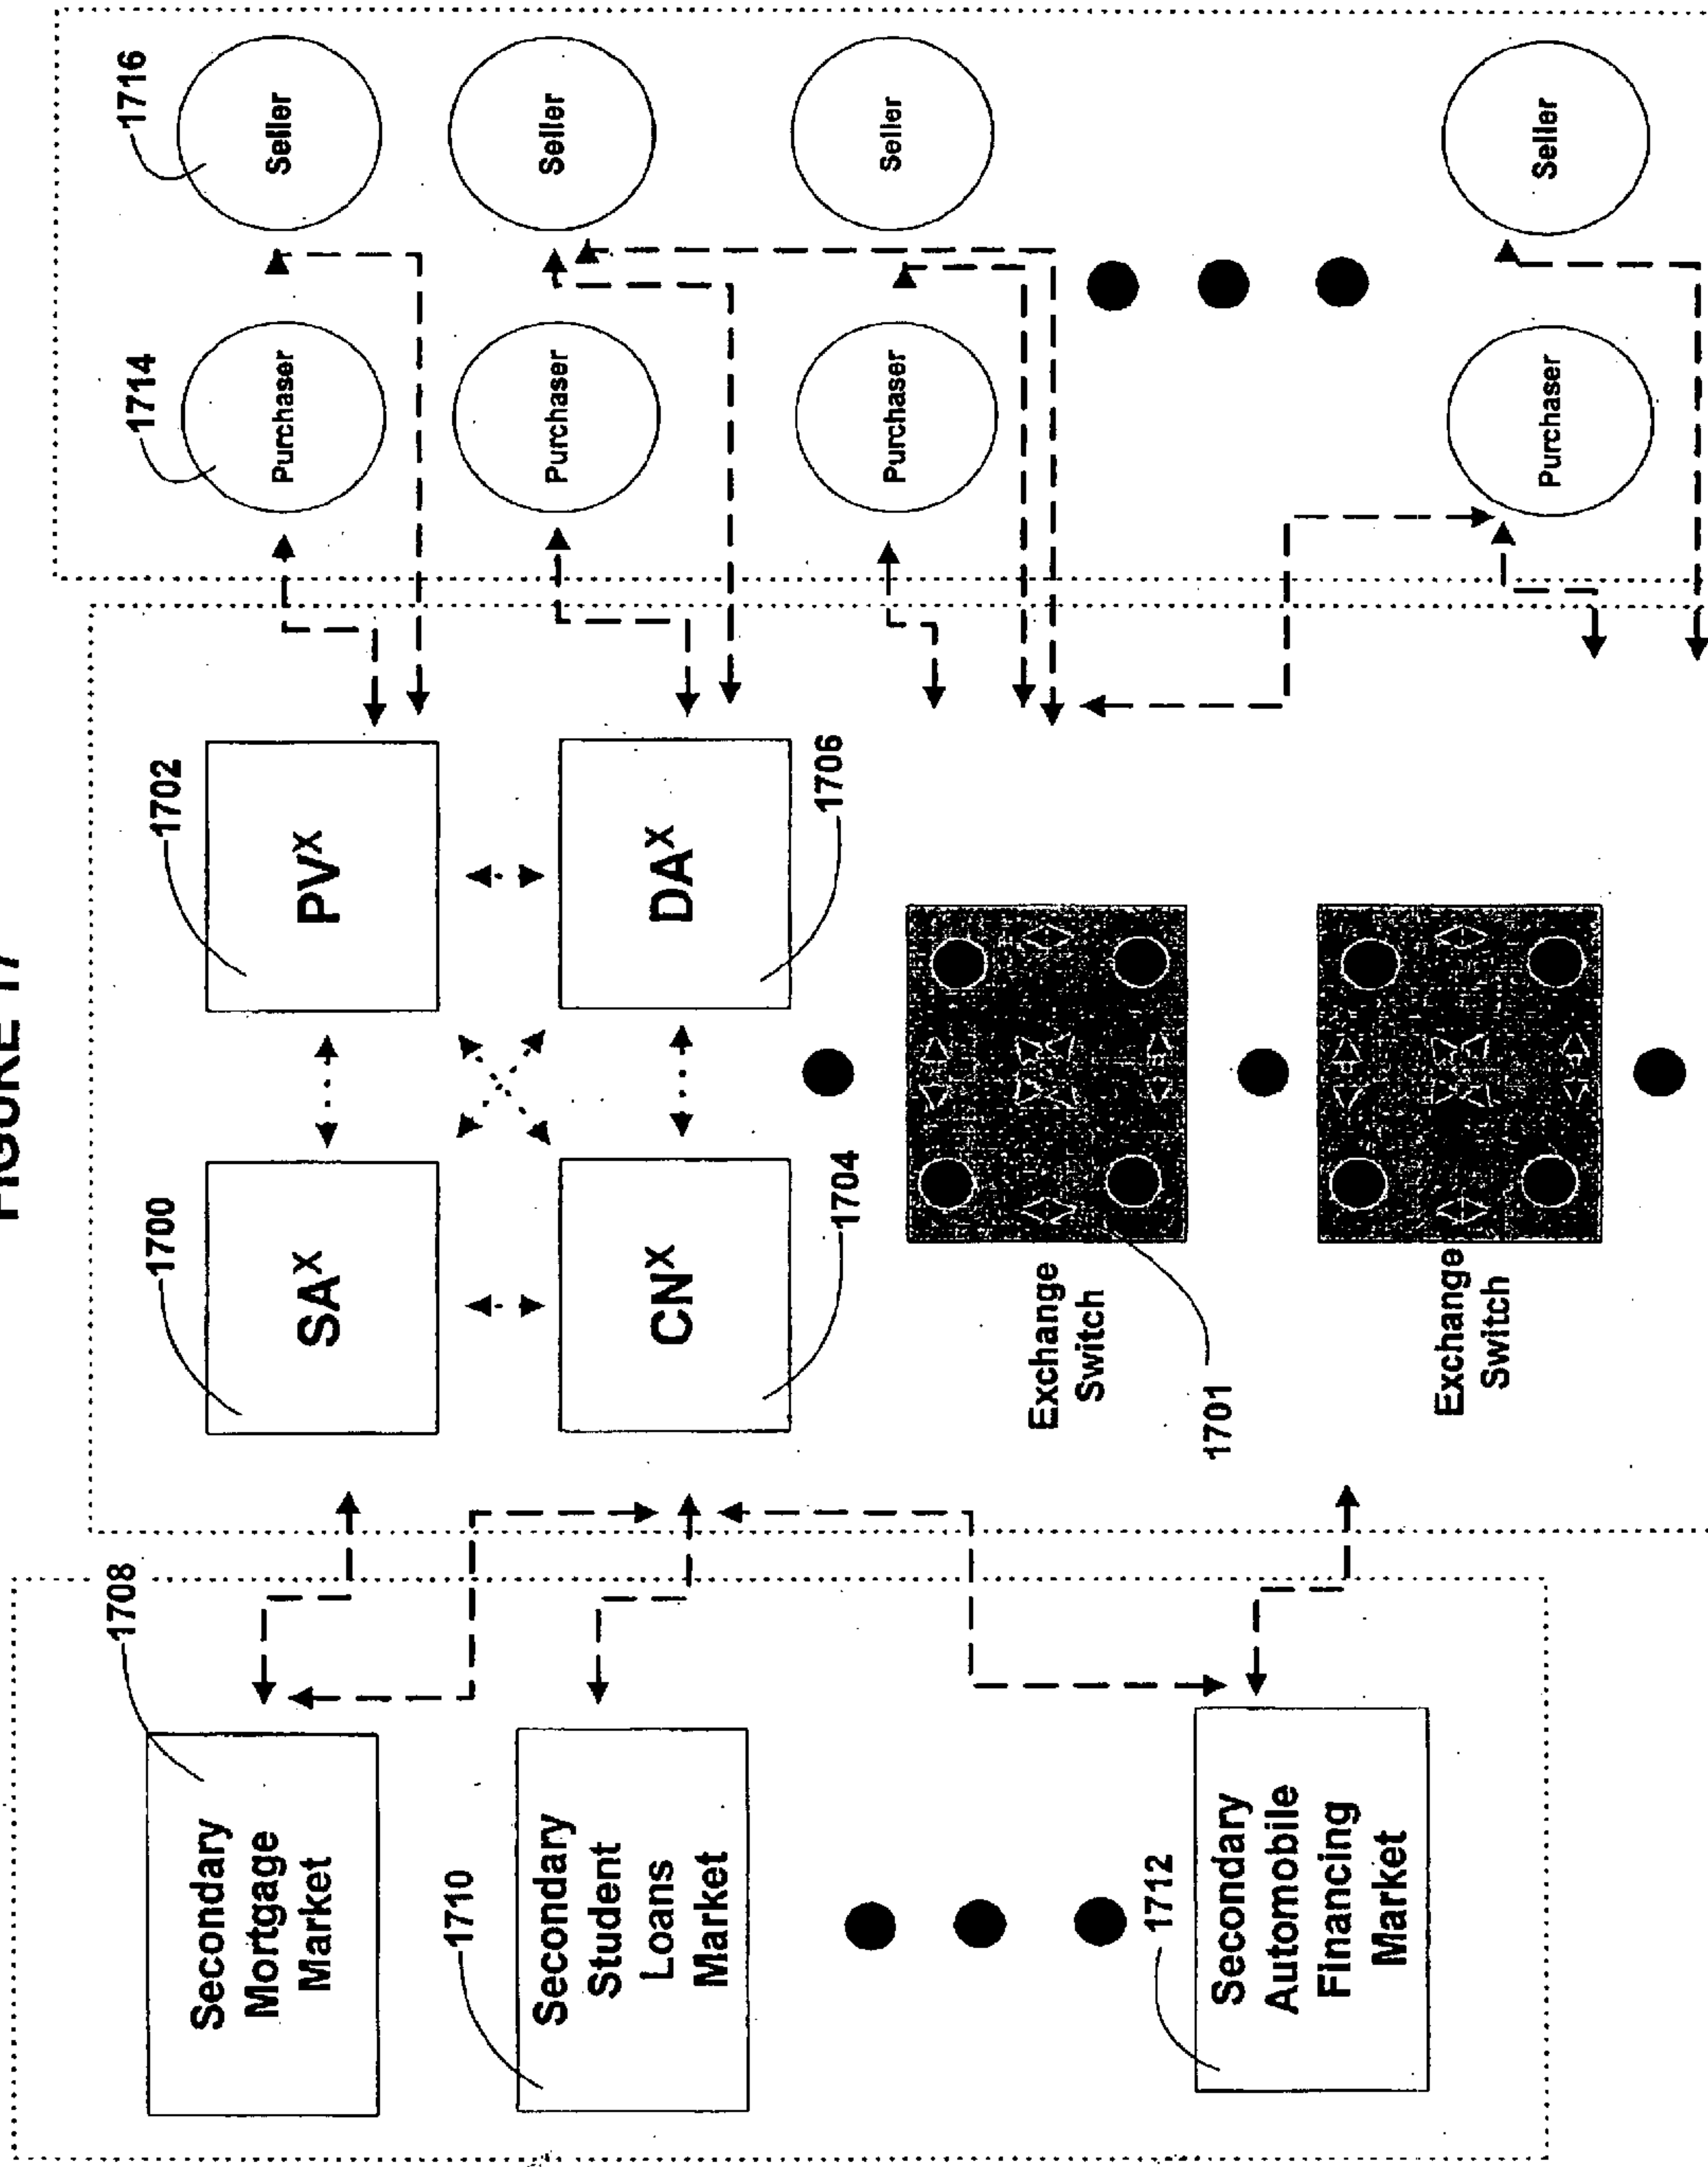 FIGURE 17
1708
Secondary
Mortgage
Market
1710
Secondary
Student
Loans
Market
1712
Secondary
Automobile
Financing
Market
1700
SAX
1702
PVX
1704
CNX
1706
DAX
Exchange
Switch
1701
Exchange
Switch
1714
Purchaser
1716
Seller
Purchaser
Seller
Purchaser
Seller
Purchaser
Seller